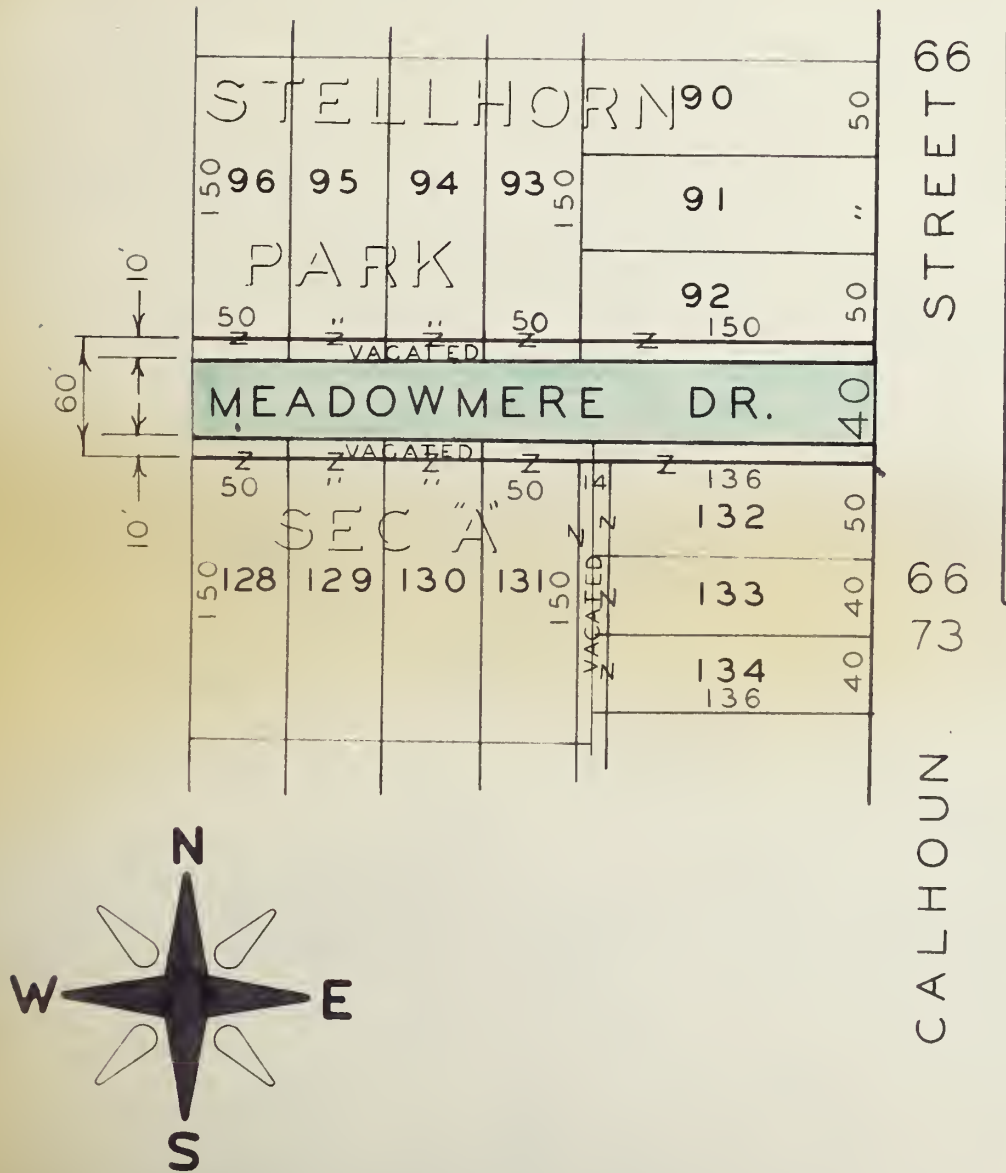 STELLHORN
90
50
150
96
95
94
93
150
91
"
PARK
92
50
10'
50
"
"
50
150
Z Z Z Z Z
VACATED
60
MEADOWMERE DR.
40
VACATED
Z Z Z Z Z
50
"
"
50
14
136
10'
SEC "A"
132
50
Z Z
150
128
129
130
131
150
VACATED
Z
133
40
Z
134
136
40
66
STREET
66
73
CALHOUN
N
W
E
S